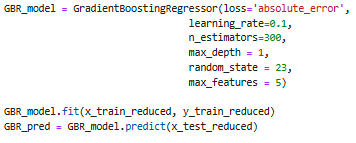 GBR_model = GradientBoostingRegressor(loss='absolute_error',
learning_rate=0.1,
n_estimators=300,
max_depth = 1,
random_state = 23,
max_features = 5)
GBR_model.fit(x_train_reduced, y_train_reduced)
GBR_pred = GBR_model.predict(x_test_reduced)